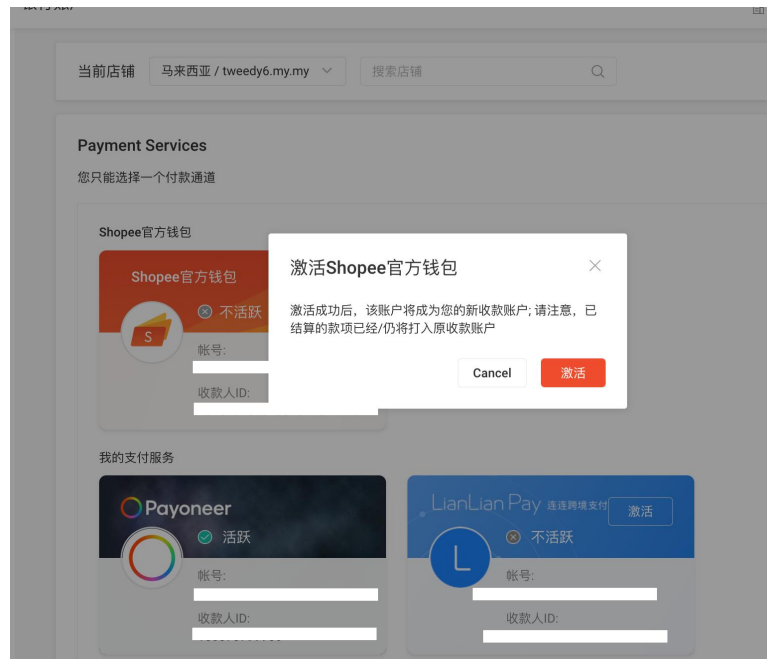 当前店铺
马来西亚 / tweedy6.my.my
搜索店铺
Payment Services
您只能选择一个付款通道
Shopee官方钱包
Shopee官方钱包
不活跃
S
帐号:
收款人ID:
激活Shopee官方钱包
激活成功后，该账户将成为您的新收款账户; 请注意，已
结算的款项已经/仍将打入原收款账户
Cancel
激活
我的支付服务
Payoneer
活跃
帐号:
收款人ID:
LianLian Pay 连连跨境支付
激活
L
不活跃
帐号:
收款人ID: